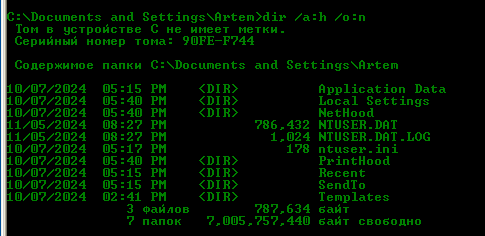 C:\Documents and Settings\Artem>dir /a:h /o:n
Том в устройстве C не имеет метки.
Серийный номер тома: 90FE-F744
Содержимое папки C:\Documents and Settings\Artem
10/07/2024  05:15 PM    <DIR>          Application Data
10/07/2024  05:40 PM    <DIR>          Local Settings
10/07/2024  05:40 PM    <DIR>          NetHood
11/05/2024  08:27 PM           786,432 NTUSER.DAT
11/05/2024  08:27 PM             1,024 NTUSER.DAT.LOG
10/07/2024  05:17 PM               178 ntuser.ini
10/07/2024  05:40 PM    <DIR>          PrintHood
10/07/2024  05:15 PM    <DIR>          Recent
10/07/2024  05:15 PM    <DIR>          SendTo
10/07/2024  02:41 PM    <DIR>          Templates
3 файлов        787,634 байт
7 папок   7,005,757,440 байт свободно